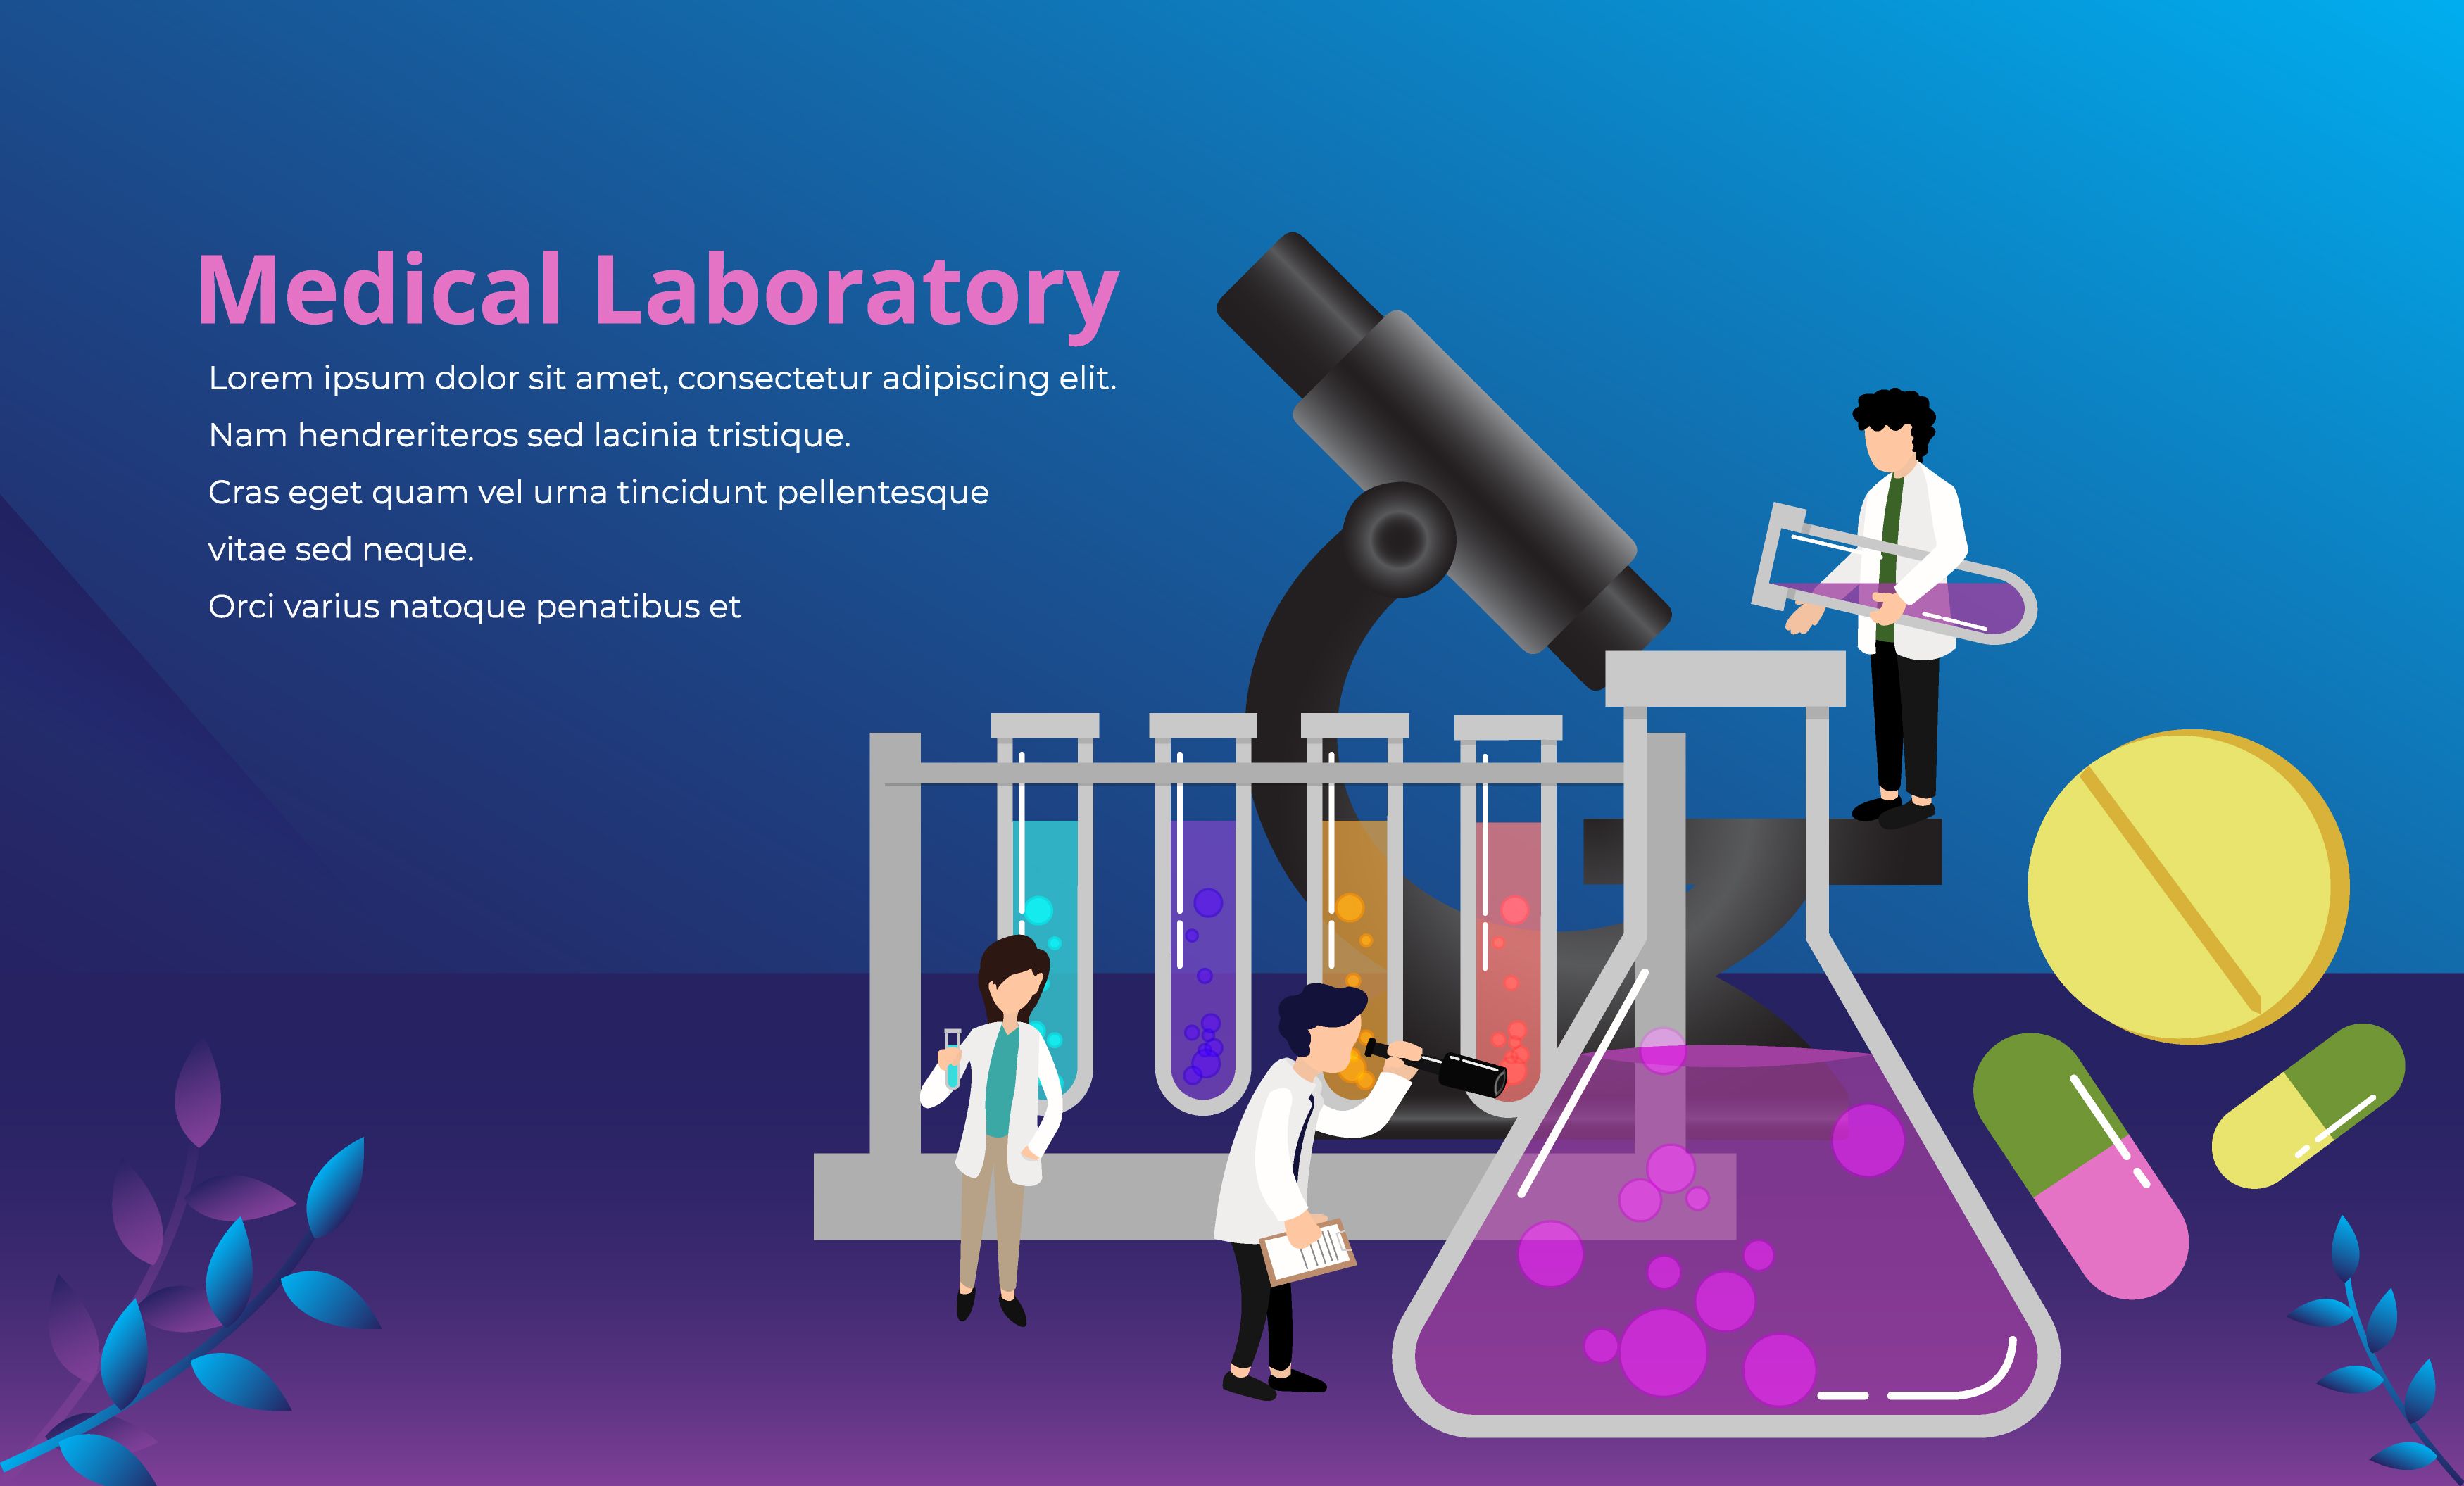 Medical Laboratory
Lorem ipsum dolor sit amet, consectetur adipiscing elit.
Nam hendreriteros sed lacinia tristique.
Cras eget quam vel urna tincidunt pellentesque
vitae sed neque.
Orci varius natoque penatibus et